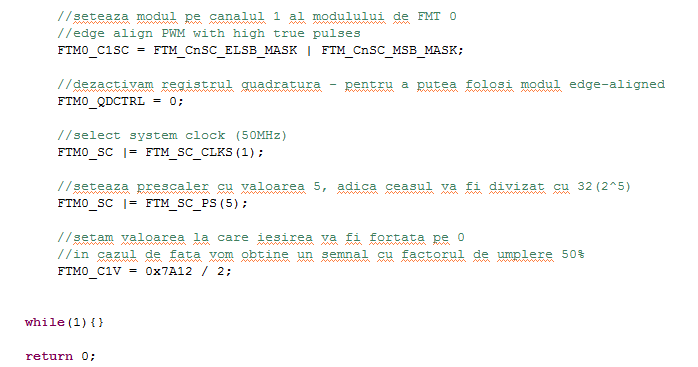 //seteaza modul pe canalul 1 al modulului de FMT 0
//edge align PWM with high true pulses
FTM0_C1SC = FTM_CnSC_ELSB_MASK | FTM_CnSC_MSB_MASK;
//dezactivam registrul quadratura - pentru a putea folosi modul edge-aligned
FTM0_QDCTRL = 0;
//select system clock (50MHz)
FTM0_SC |= FTM_SC_CLKS(1);
//seteaza prescaler cu valoarea 5, adica ceasul va fi divizat cu 32(2^5)
FTM0_SC |= FTM_SC_PS(5);
//setam valoarea la care iesirea va fi fortata pe 0
//in cazul de fata vom obtine un semnal cu factorul de umplere 50%
FTM0_C1V = 0x7A12 / 2;
while(1){}
return 0;